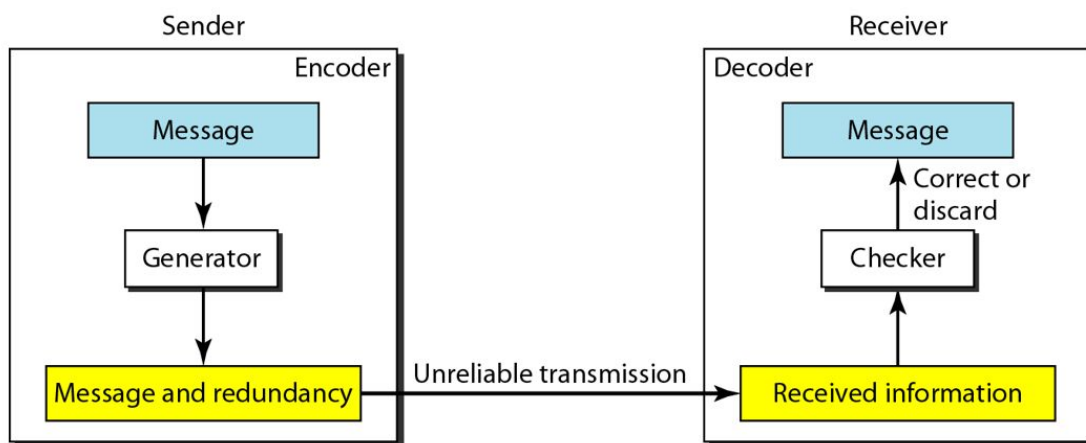 Sender
Receiver
Encoder
Decoder
Message
Message
Correct or
discard
Generator
Checker
Unreliable transmission
Message and redundancy
Received information